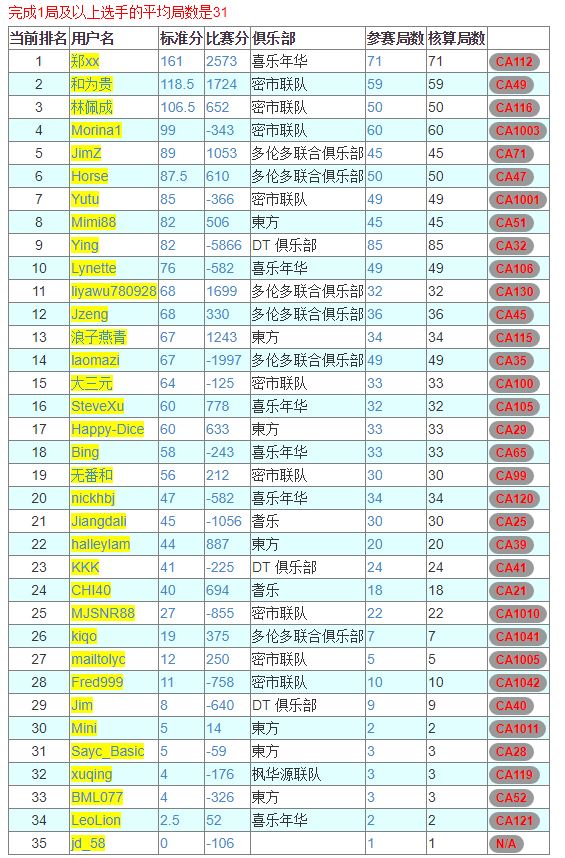 完成1局及以上选手的平均局数是31
当前排名 用户名 标准分 比赛分 俱乐部 参赛局数 核算局数
1 郑xx 161 2573 喜乐年华 71 71 CA112
2 和为贵 118.5 1724 密市联队 59 59 CA49
3 林佩成 106.5 652 密市联队 50 50 CA116
4 Morina1 99 -343 密市联队 60 60 CA1003
5 JimZ 89 1053 多伦多联合俱乐部 45 45 CA71
6 Horse 87.5 610 多伦多联合俱乐部 50 50 CA47
7 Yutu 85 -366 密市联队 49 49 CA1001
8 Mimi88 82 506 東方 45 45 CA51
9 Ying 82 -5866 DT 俱乐部 85 85 CA32
10 Lynette 76 -582 喜乐年华 49 49 CA106
11 liyawu780928 68 1699 多伦多联合俱乐部 32 32 CA130
12 Jzeng 68 330 多伦多联合俱乐部 36 36 CA45
13 浪子燕青 67 1243 東方 34 34 CA115
14 laomazi 67 -1997 多伦多联合俱乐部 49 49 CA35
15 大三元 64 -125 密市联队 33 33 CA100
16 SteveXu 60 778 喜乐年华 32 32 CA105
17 Happy-Dice 60 633 東方 33 33 CA29
18 Bing 58 -243 喜乐年华 33 33 CA65
19 无番和 56 212 密市联队 30 30 CA99
20 nickhbj 47 -582 喜乐年华 34 34 CA120
21 Jiangdali 45 -1056 耆乐 30 30 CA25
22 halleylam 44 887 東方 20 20 CA39
23 KKK 41 -225 DT 俱乐部 24 24 CA41
24 CHI40 40 694 耆乐 18 18 CA21
25 MJSNR88 27 -855 密市联队 22 22 CA1010
26 kiqo 19 375 多伦多联合俱乐部 7 7 CA1041
27 mailtolyc 12 250 密市联队 5 5 CA1005
28 Fred999 11 -758 密市联队 10 10 CA1042
29 Jim 8 -640 DT 俱乐部 9 9 CA40
30 Mini 5 14 東方 2 2 CA1011
31 Sayc_Basic 5 -59 東方 3 3 CA28
32 xuqing 4 -176 枫华源联队 3 3 CA119
33 BML077 4 -326 東方 3 3 CA52
34 LeoLion 2.5 52 喜乐年华 2 2 CA121
35 jd_58 0 -106 1 1 N/A